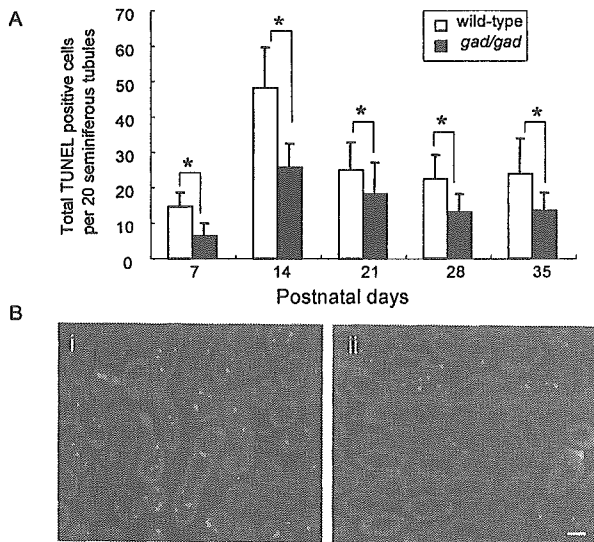 A
Total TUNEL positive cells
per 20 seminiferous tubules
70
60
50
40
30
20
10
0
* * * * *
wild-type
gad/gad
7 14 21 28 35
Postnatal days
B
i ii